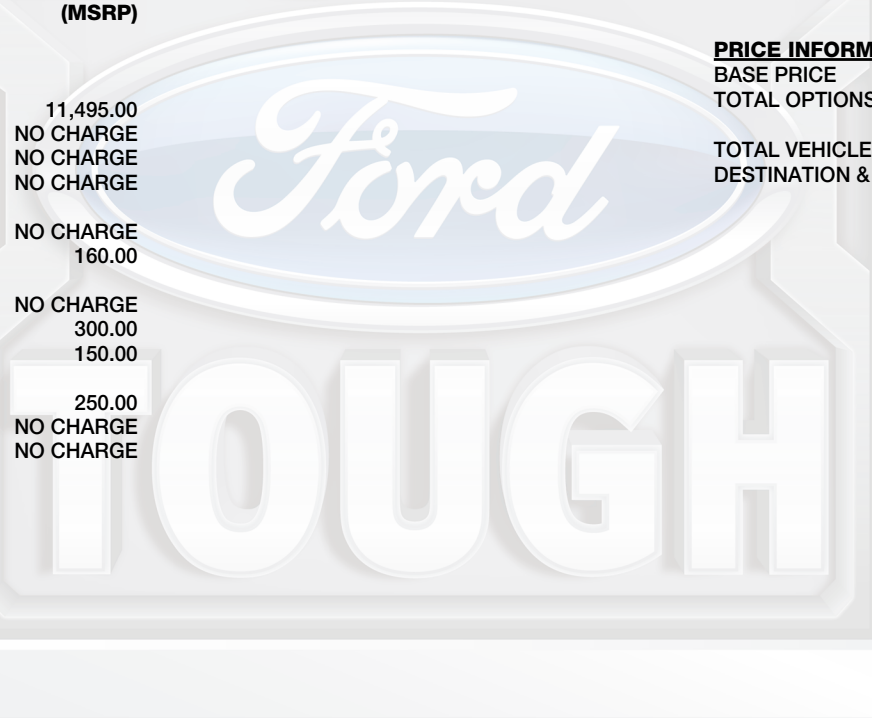 (MSRP)
11,495.00
NO CHARGE
NO CHARGE
NO CHARGE
NO CHARGE
160.00
NO CHARGE
300.00
150.00
250.00
NO CHARGE
NO CHARGE
PRICE INFORM
BASE PRICE
TOTAL OPTIONS
TOTAL VEHICLE
DESTINATION &
Ford
TOUGH